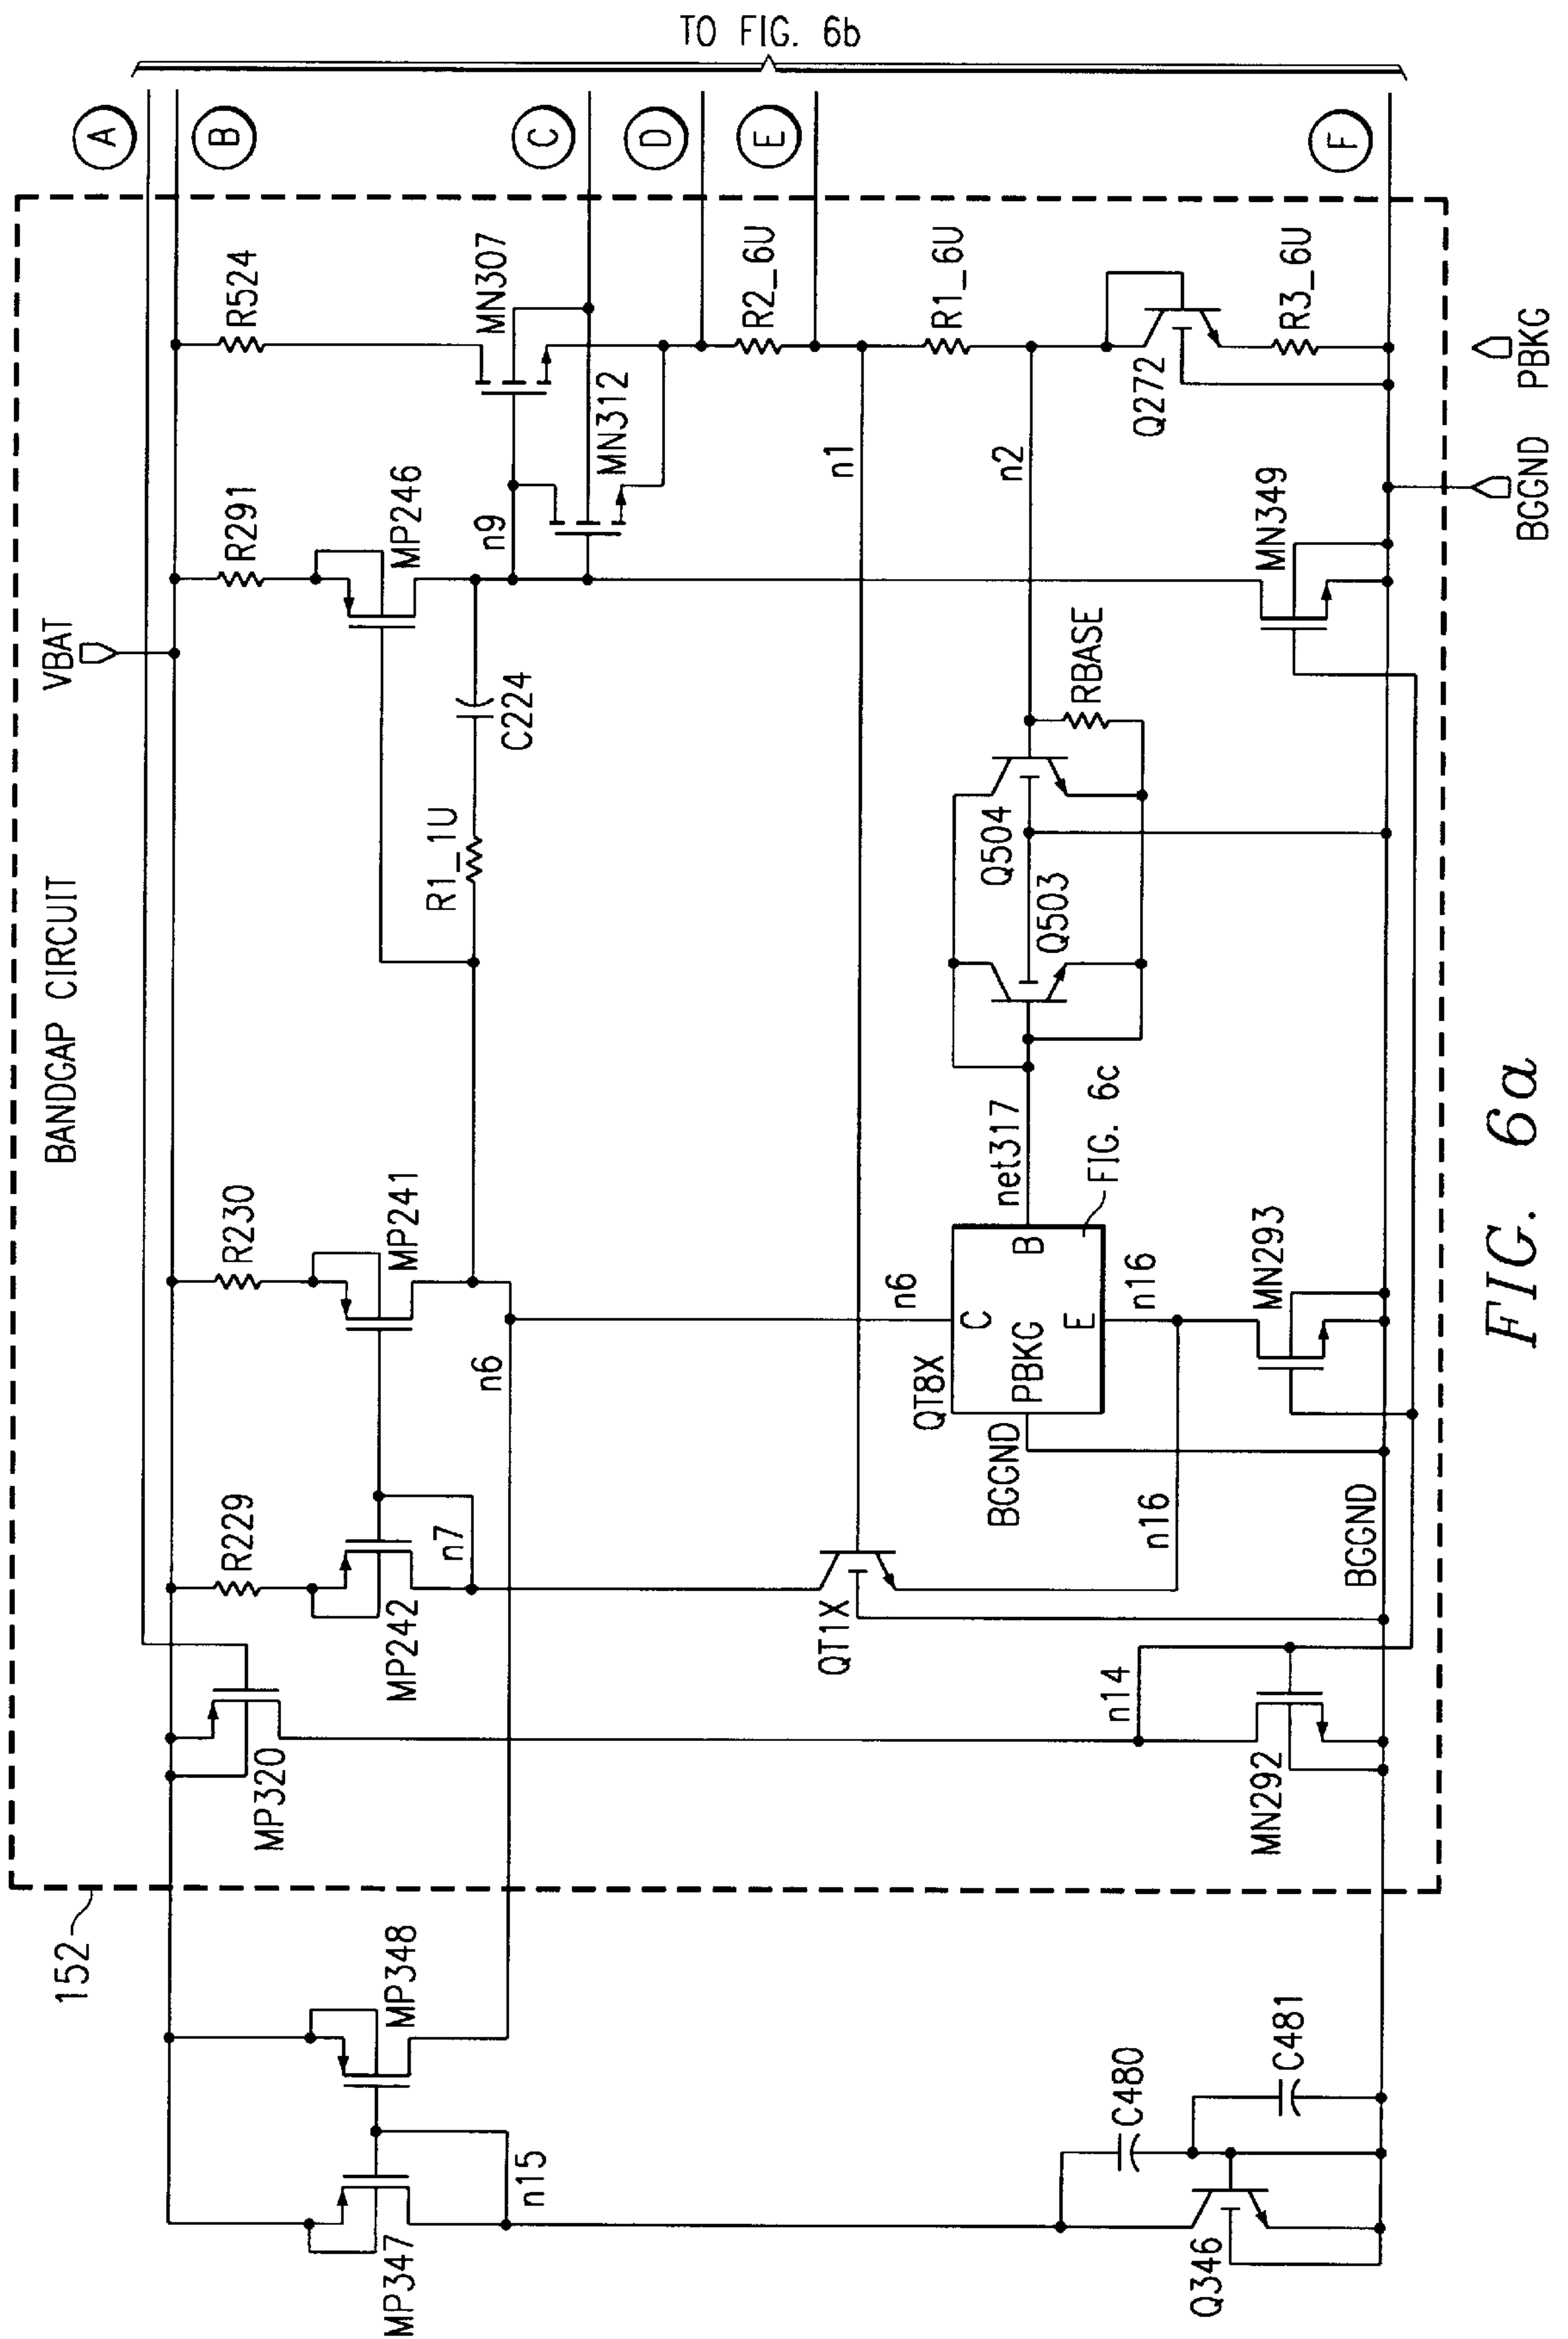 TO FIG. 6b
A
B
C
D
E
F
VBAT
BANDGAP CIRCUIT
152
R524
R291
R230
R229
MN307
MP246
MP241
MP242
MP320
MP348
MP347
n9
MN312
C224
R1_1U
n7
n6
n15
R2_6U
R1_6U
n1
n2
Q272
R3_6U
RBASE
Q504
Q503
net317
FIG. 6c
n6
QT8X
C
B
PBKG
E
BGGND
n16
n16
QT1X
n14
MN349
MN293
MN292
BGGND
C480
C481
Q346
BGGND
PBKG
FIG. 6a